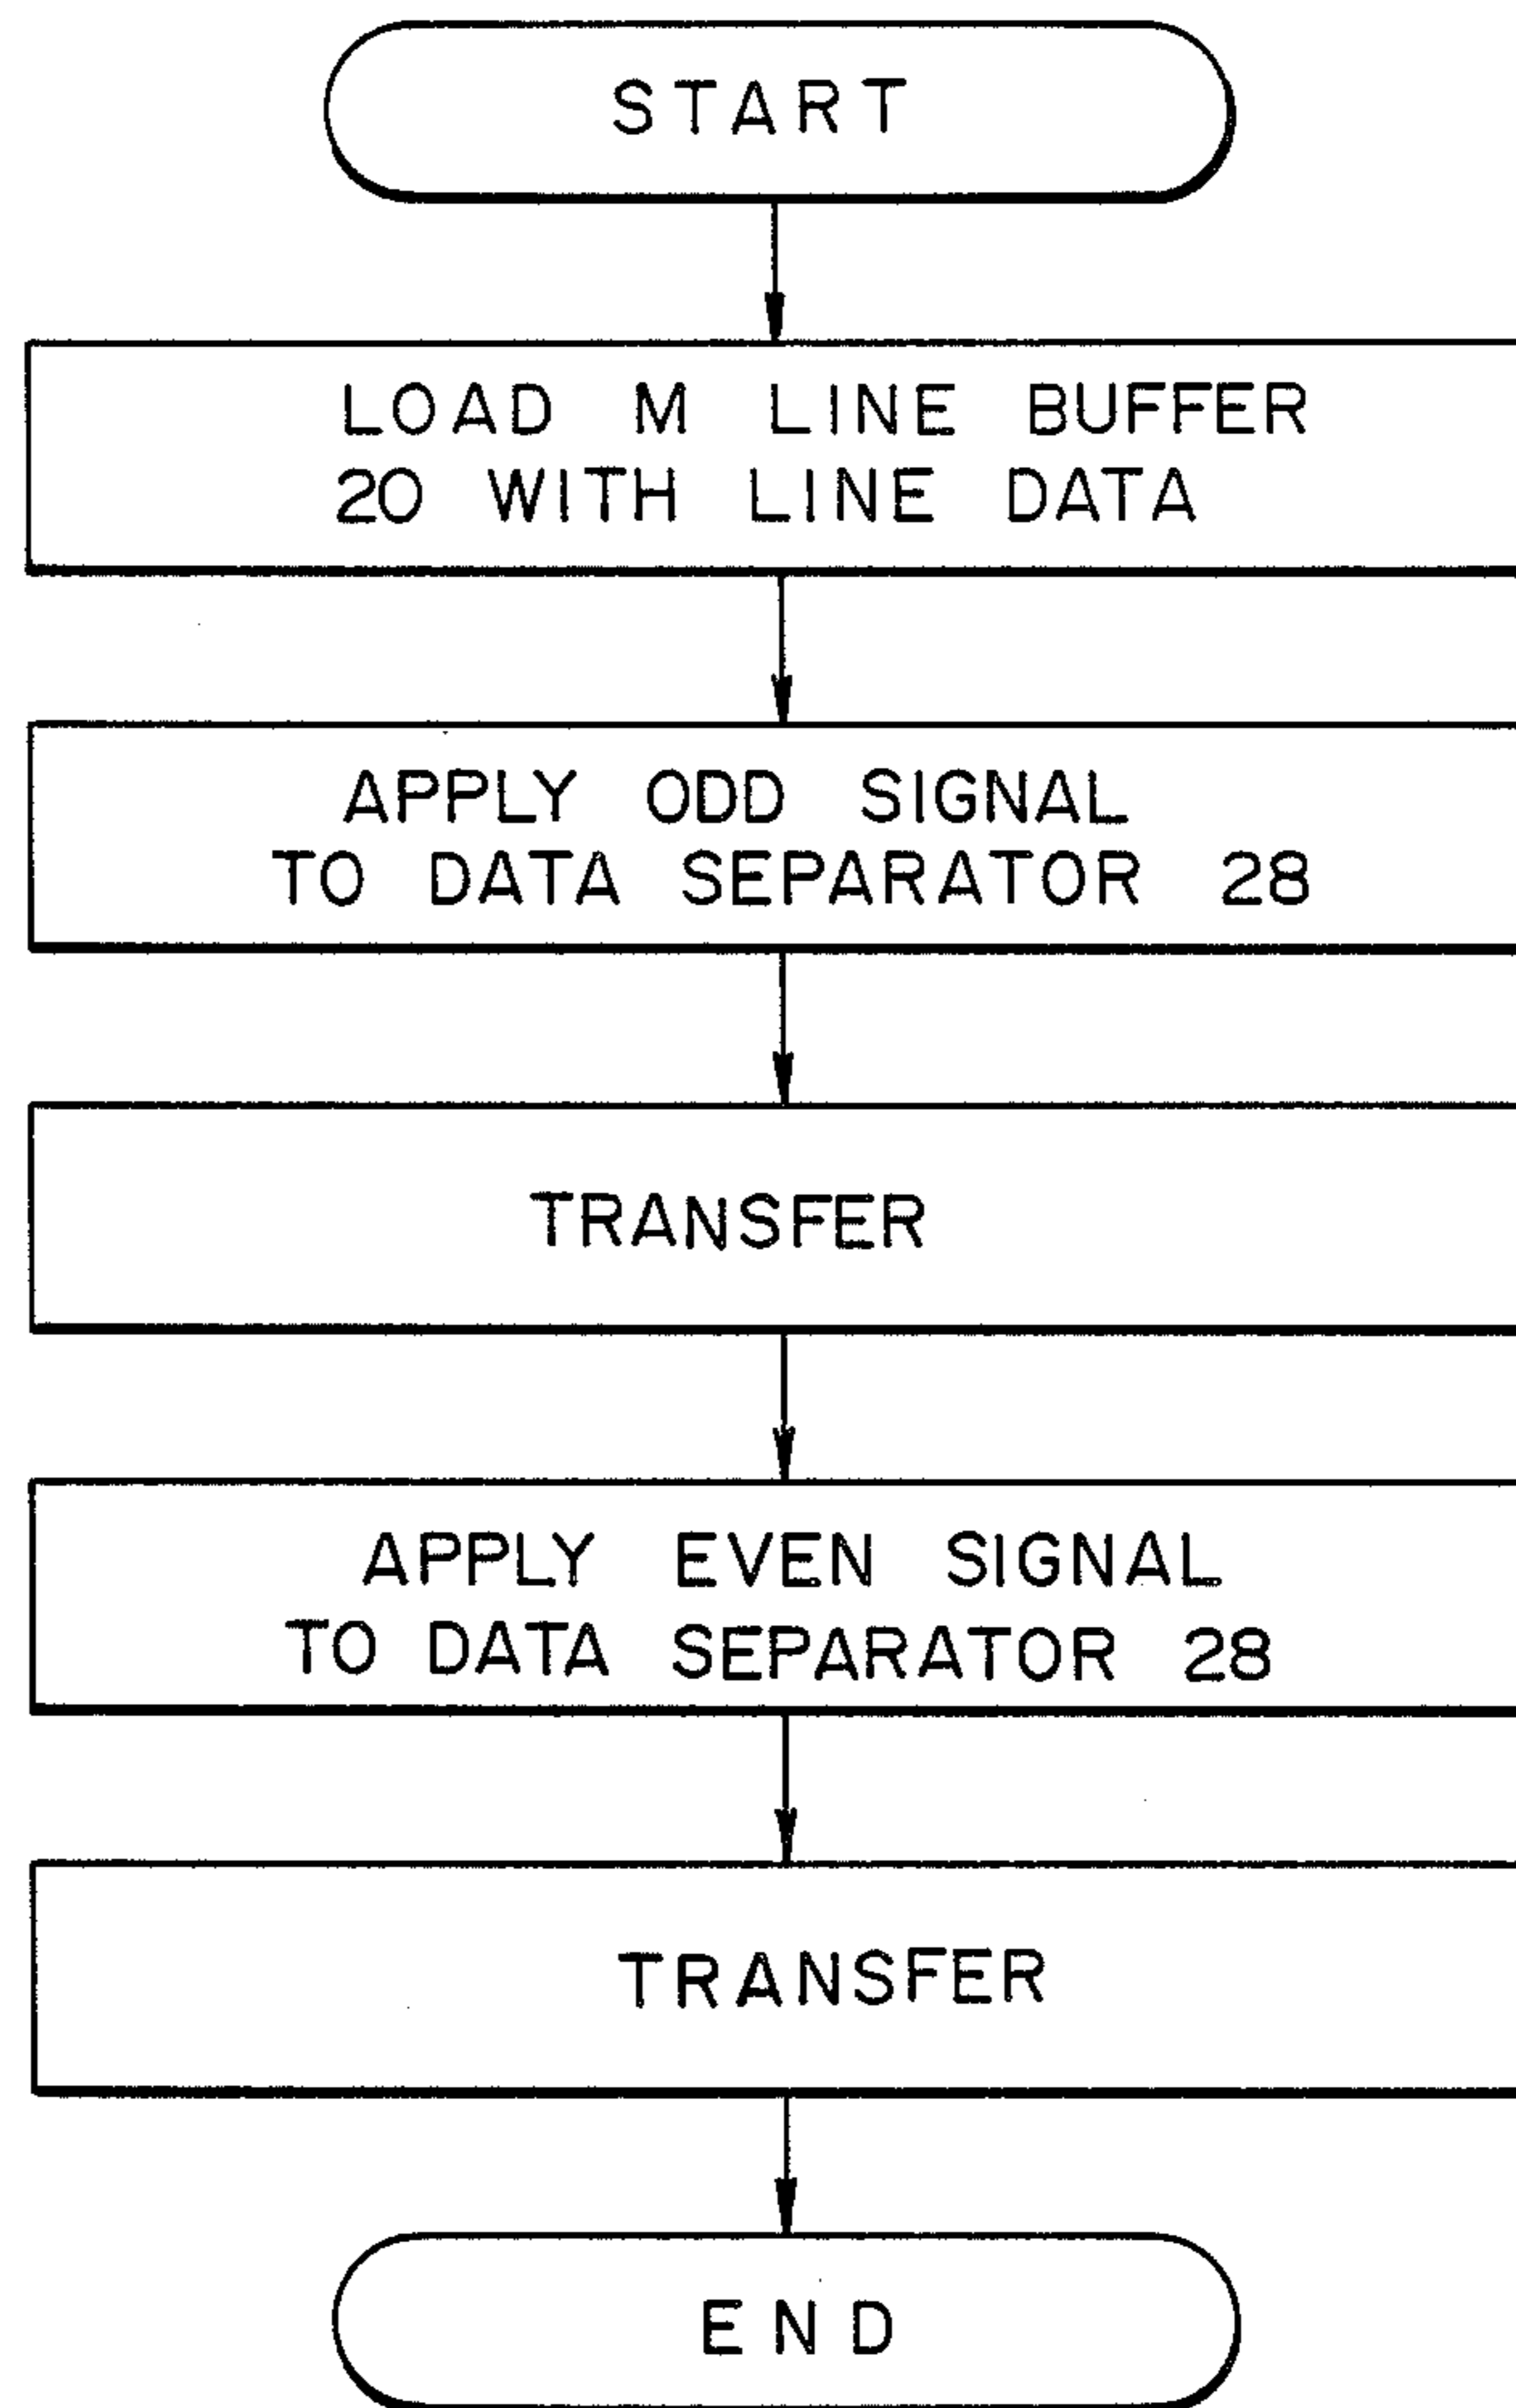 START
LOAD M LINE BUFFER
20 WITH LINE DATA
APPLY ODD SIGNAL
TO DATA SEPARATOR 28
TRANSFER
APPLY EVEN SIGNAL
TO DATA SEPARATOR 28
TRANSFER
END